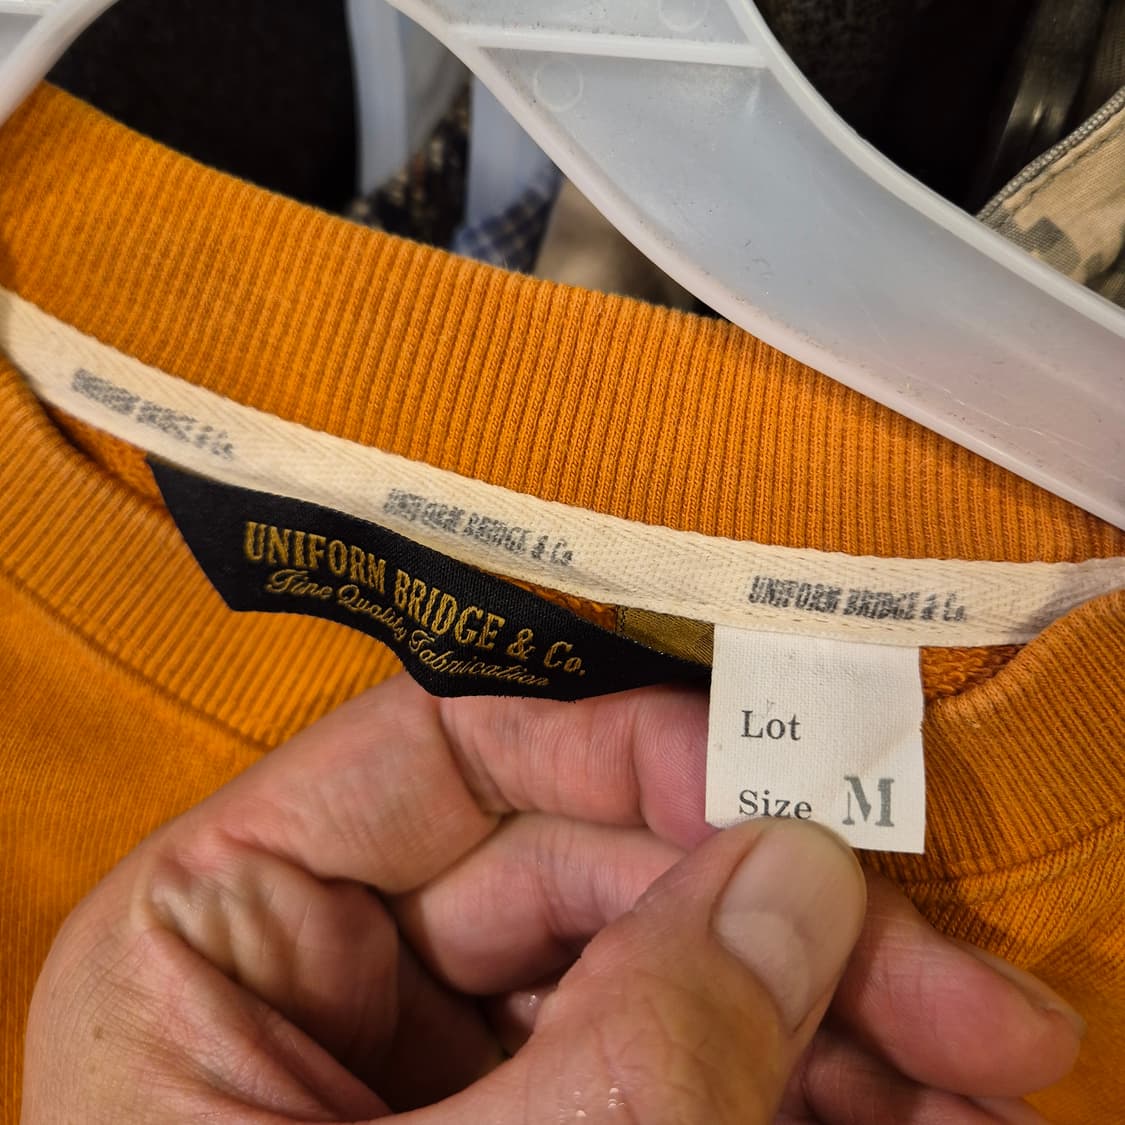 UNIFORM BRIDGE & Co.
UNIFORM BRIDGE & Co.
UNIFORM BRIDGE & Co.
UNIFORM BRIDGE & Co.
Fine Quality Fabrication
Lot
Size M